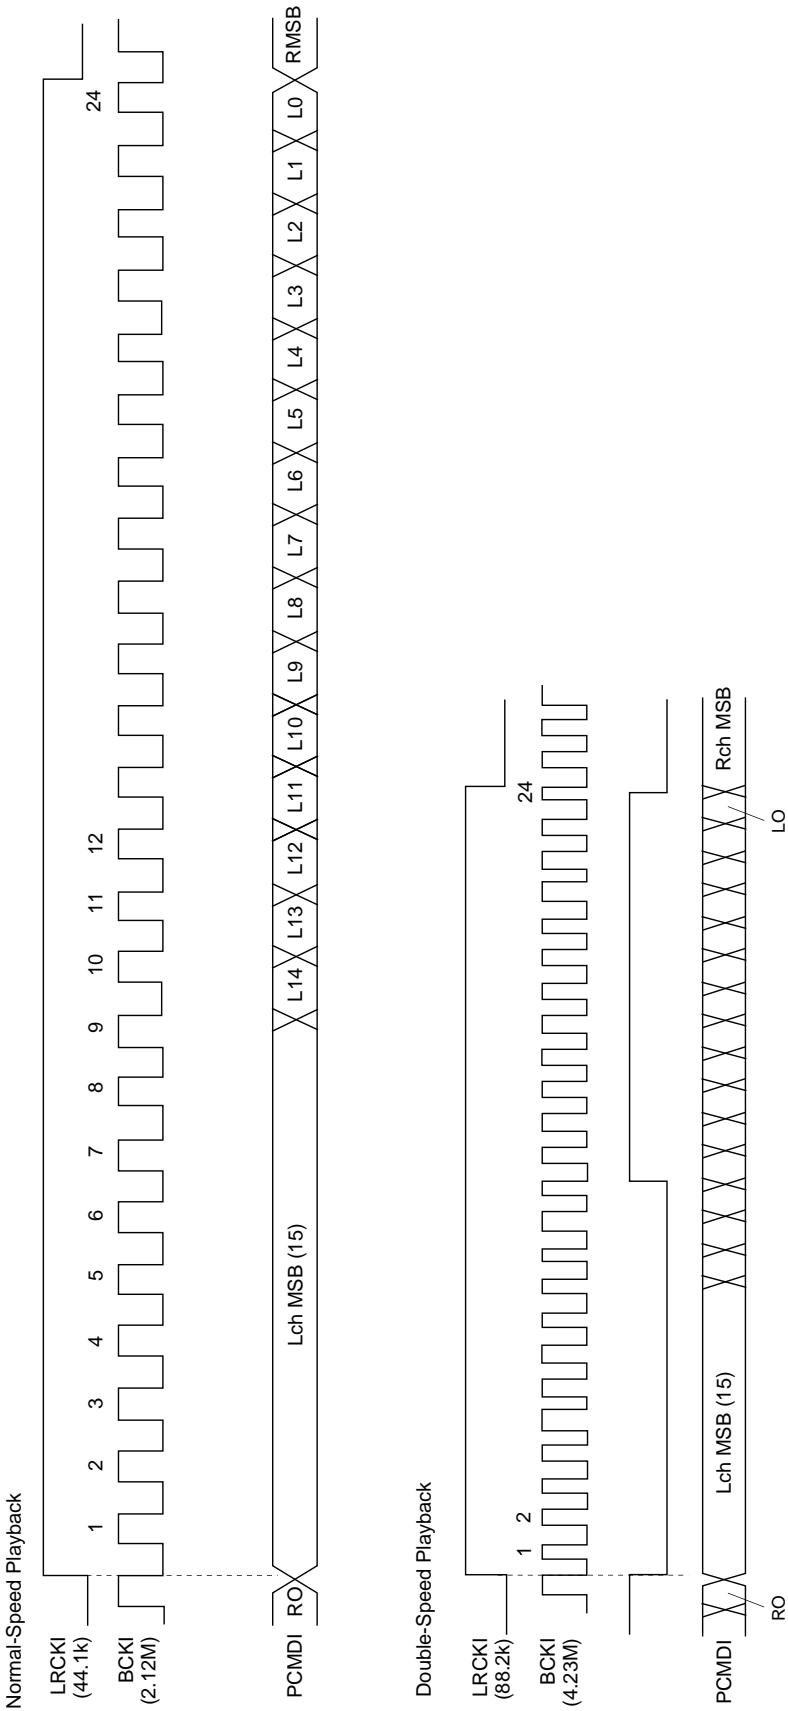 Normal-Speed Playback
LRCKI
(44.1k)
1 2 3 4 5 6 7 8 9 10 11 12 24
BCKI
(2.12M)
PCMDI RO Lch MSB (15) L14 L13 L12 L11 L10 L9 L8 L7 L6 L5 L4 L3 L2 L1 L0 RMSB
Double-Speed Playback
LRCKI
(88.2k)
1 2 24
BCKI
(4.23M)
PCMDI Lch MSB (15) Rch MSB
RO LO